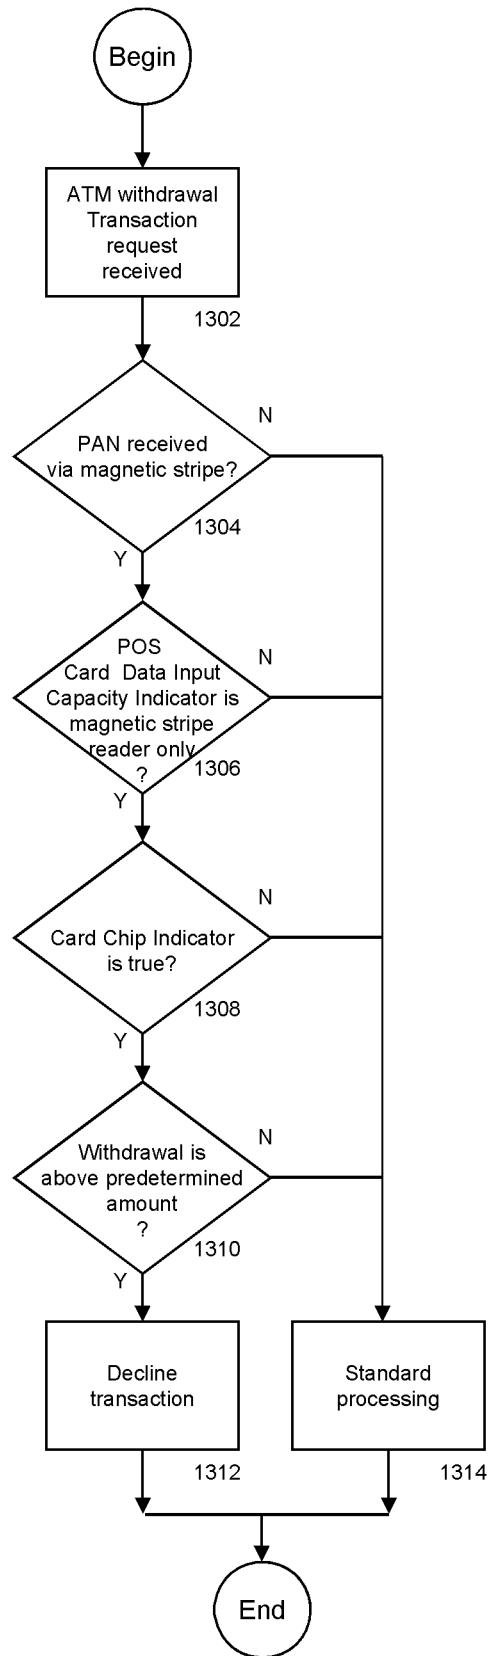 Begin
ATM withdrawal
Transaction
request
received
1302
N
PAN received
via magnetic stripe?
1304
Y
POS
N
Card Data Input
Capacity Indicator is
magnetic stripe
reader only
?
1306
Y
N
Card Chip Indicator
is true?
1308
Y
N
Withdrawal is
above predetermined
amount
?
1310
Y
Decline
transaction
1312
Standard
processing
1314
End